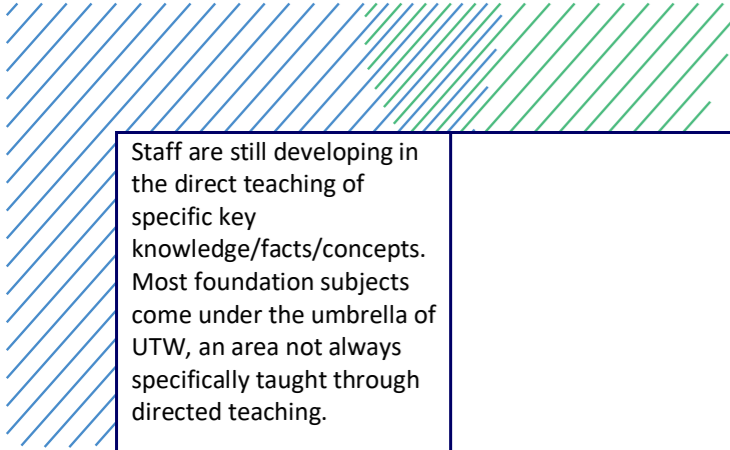 Staff are still developing in
the direct teaching of
specific key
knowledge/facts/concepts.
Most foundation subjects
come under the umbrella of
UTW, an area not always
specifically taught through
directed teaching.